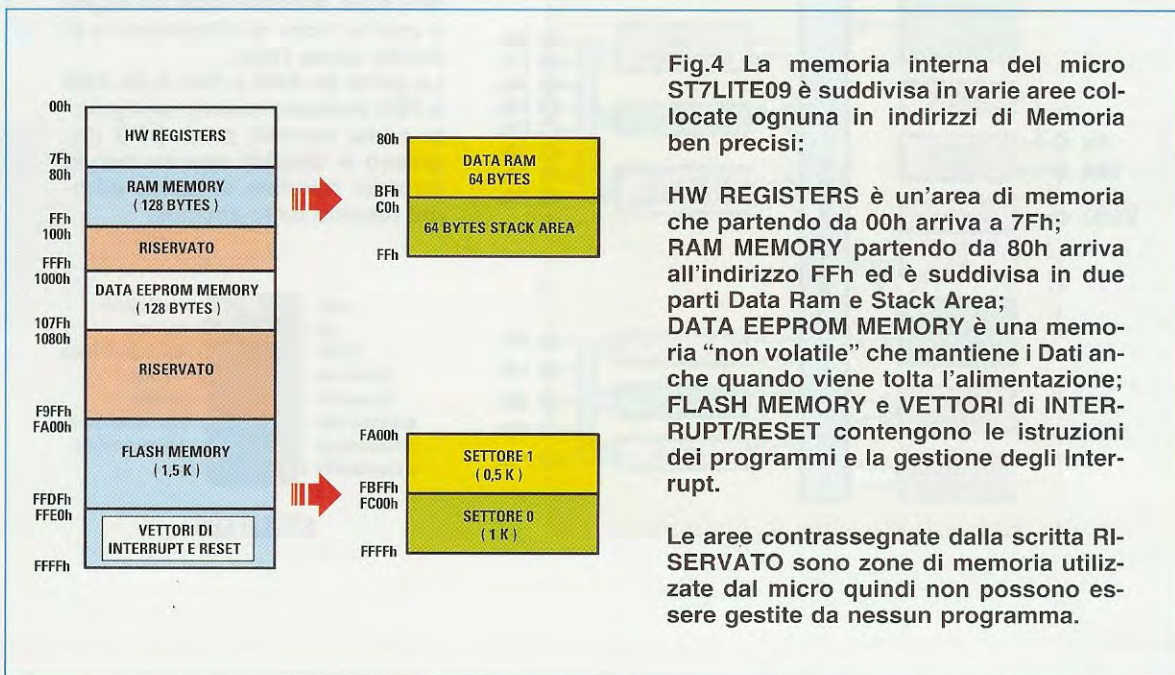 00h
HW REGISTERS
7Fh
80h
RAM MEMORY
( 128 BYTES )
FFh
100h
RISERVATO
FFFh
1000h
DATA EEPROM MEMORY
( 128 BYTES )
107Fh
1080h
RISERVATO
F9FFh
FA00h
FLASH MEMORY
( 1,5 K )
FFDFh
FFE0h
VETTORI DI
INTERRUPT E RESET
FFFFh
80h
DATA RAM
64 BYTES
BFh
C0h
64 BYTES STACK AREA
FFh
FA00h
SETTORE 1
( 0,5 K )
FBFFh
FC00h
SETTORE 0
( 1 K )
FFFFh
Fig.4 La memoria interna del micro
ST7LITE09 è suddivisa in varie aree col-
locate ognuna in indirizzi di Memoria
ben precisi:
HW REGISTERS è un'area di memoria
che partendo da 00h arriva a 7Fh;
RAM MEMORY partendo da 80h arriva
all'indirizzo FFh ed è suddivisa in due
parti Data Ram e Stack Area;
DATA EEPROM MEMORY è una memo-
ria "non volatile" che mantiene i Dati an-
che quando viene tolta l'alimentazione;
FLASH MEMORY e VETTORI di INTER-
RUPT/RESET contengono le istruzioni
dei programmi e la gestione degli Inter-
rupt.
Le aree contrassegnate dalla scritta RI-
SERVATO sono zone di memoria utiliz-
zate dal micro quindi non possono es-
sere gestite da nessun programma.